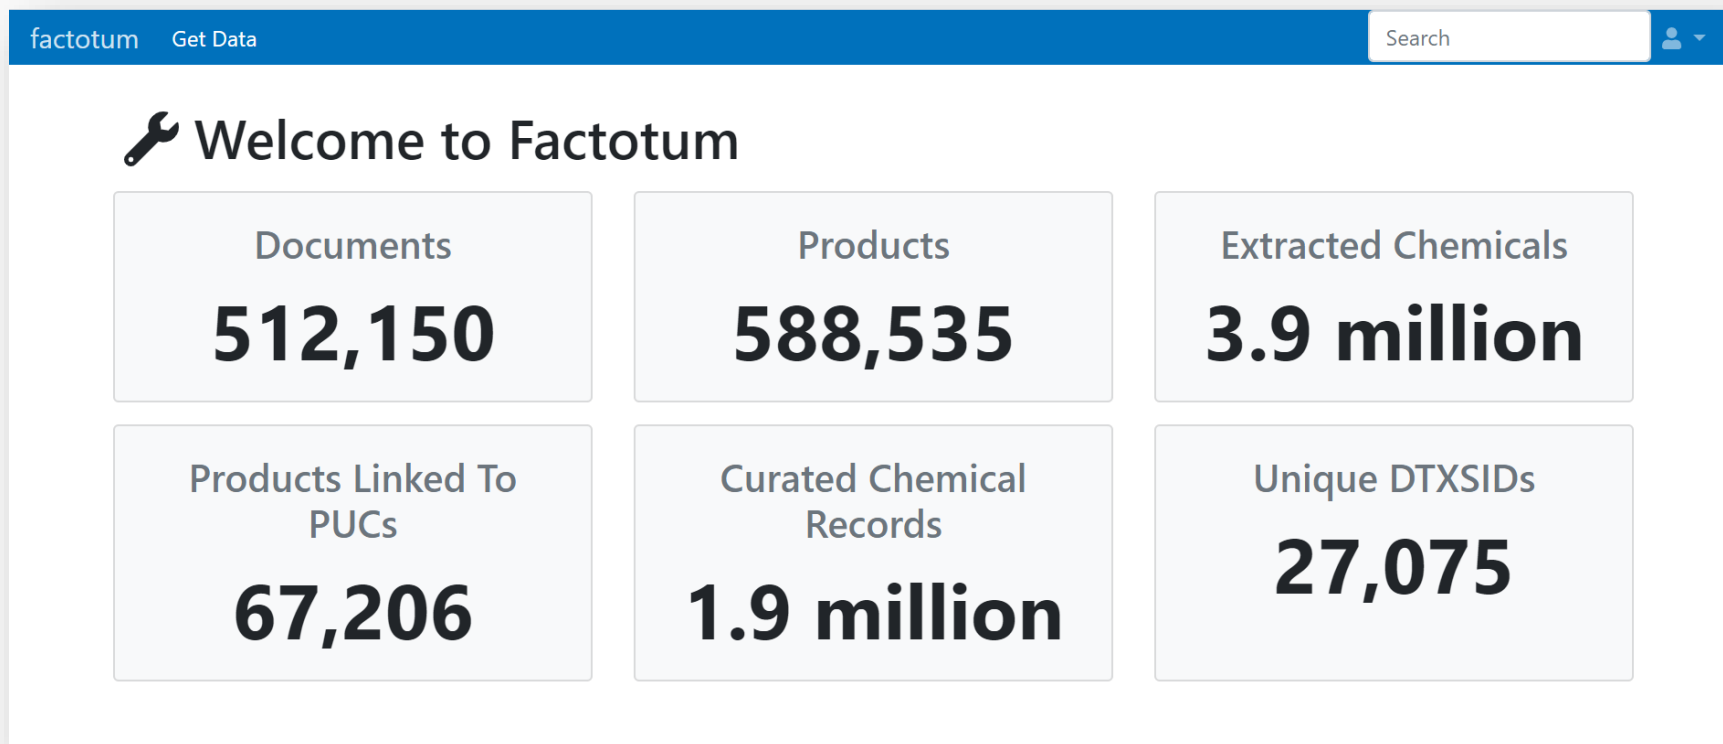 factotum Get Data Search
Welcome to Factotum
Documents
512,150
Products
588,535
Extracted Chemicals
3.9 million
Products Linked To
PUCs
67,206
Curated Chemical
Records
1.9 million
Unique DTXSIDs
27,075